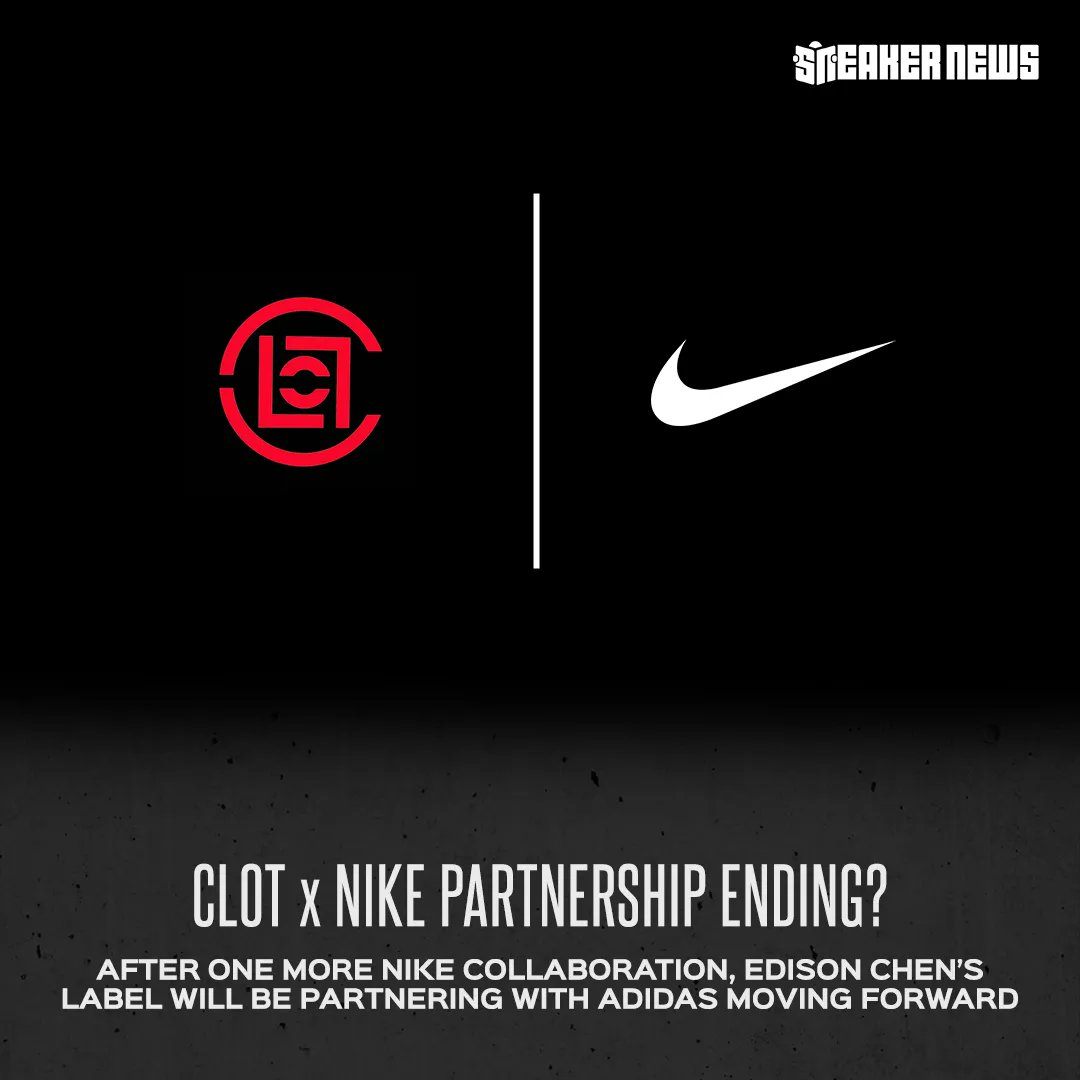 SNEAKER NEWS
CLOT
CLOT x NIKE PARTNERSHIP ENDING?
AFTER ONE MORE NIKE COLLABORATION, EDISON CHEN'S
LABEL WILL BE PARTNERING WITH ADIDAS MOVING FORWARD